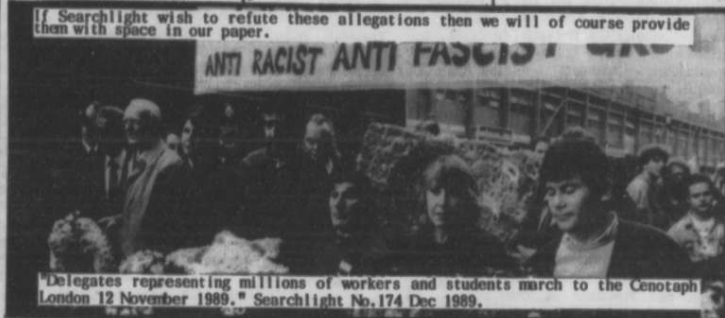 If Searchlight wish to refute these allegations then we will of course provide
them with space in our paper.
ANTI RACIST ANTI FASCIST
"Delegates representing millions of workers and students march to the Cenotaph
London 12 November 1989." Searchlight No.174 Dec 1989.